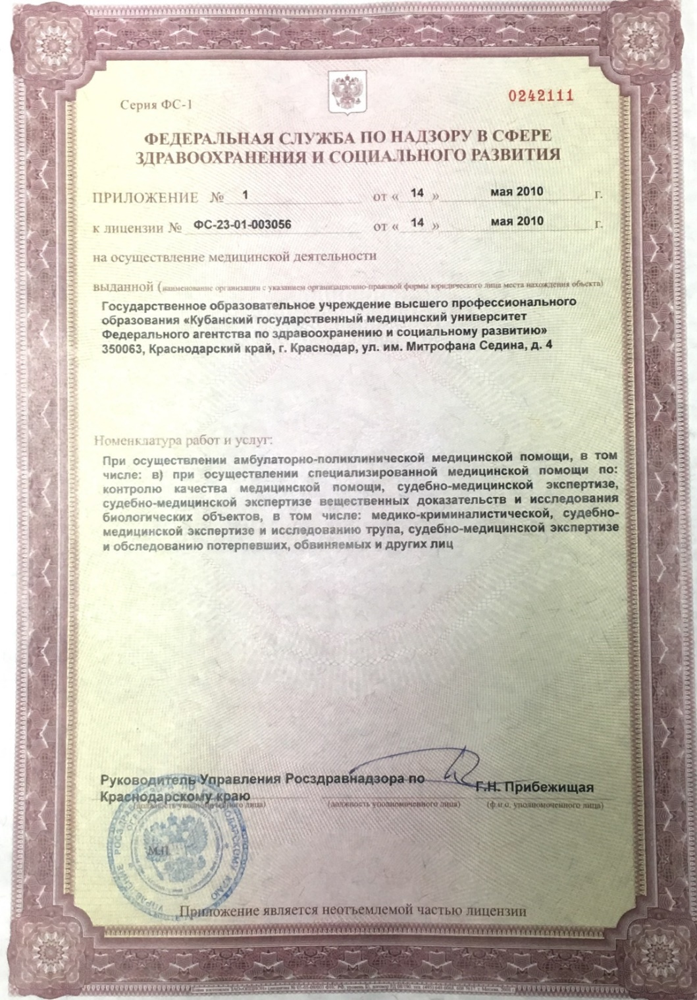 Серия ФС-1
0242111
ФЕДЕРАЛЬНАЯ СЛУЖБА ПО НАДЗОРУ В СФЕРЕ
ЗДРАВООХРАНЕНИЯ И СОЦИАЛЬНОГО РАЗВИТИЯ
ПРИЛОЖЕНИЕ № 1 от « 14 » мая 2010 г.
к лицензии № ФС-23-01-003056 от « 14 » мая 2010 г.
на осуществление медицинской деятельности
выданной (наименование организации с указанием организационно-правовой формы юридического лица места нахождения объекта)
Государственное образовательное учреждение высшего профессионального
образования «Кубанский государственный медицинский университет
Федерального агентства по здравоохранению и социальному развитию»
350063, Краснодарский край, г. Краснодар, ул. им. Митрофана Седина, д. 4
Номенклатура работ и услуг:
При осуществлении амбулаторно-поликлинической медицинской помощи, в том
числе: в) при осуществлении специализированной медицинской помощи по:
контролю качества медицинской помощи, судебно-медицинской экспертизе,
судебно-медицинской экспертизе вещественных доказательств и исследования
биологических объектов, в том числе: медико-криминалистической, судебно-
медицинской экспертизе и исследованию трупа, судебно-медицинской экспертизе
и обследованию потерпевших, обвиняемых и других лиц
Руководитель Управления Росздравнадзора по
Краснодарскому краю
Г.Н. Прибежищая
(должность уполномоченного лица) (должность уполномоченного лица) (ф.и.о. уполномоченного лица)
М.П.
УПРАВЛЕНИЕ РОСЗДРАВ КРАСНОДАРСКОМУ КРАЮ
Приложение является неотъемлемой частью лицензии